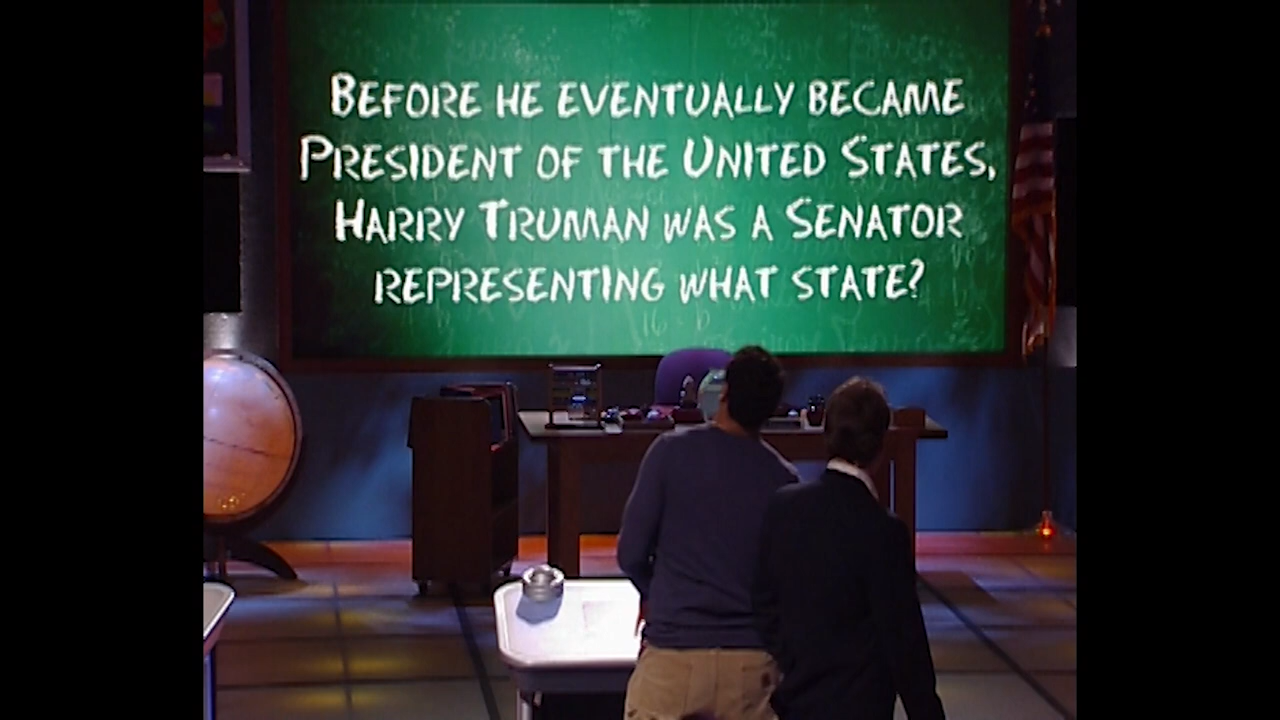 Before he eventually became
President of the United States,
Harry Truman was a Senator
representing what state?